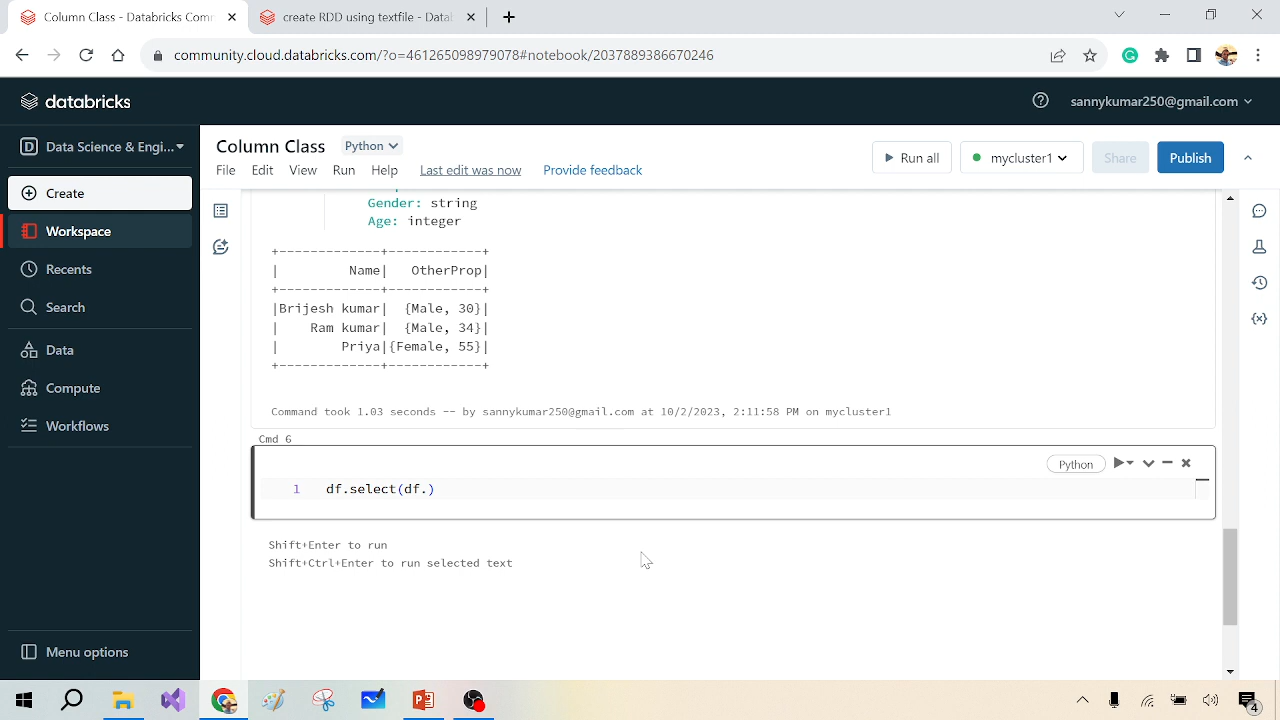 Column Class - Databricks Com
create RDD using textfile - Data
community.cloud.databricks.com/?o=461265098979078#notebook/2037889386670246
databricks
sannykumar250@gmail.com
D Data Science & Engi...
Column Class Python
Run all
mycluster1
Share
Publish
File Edit View Run Help Last edit was now Provide feedback
Create
Workspace
Recents
Search
Data
Compute
Workflows
Menu options
Gender: string
Age: integer
+-------------+------------+
|         Name|   OtherProp|
+-------------+------------+
|Brijesh kumar|  {Male, 30}|
|    Ram kumar|  {Male, 34}|
|        Priya|{Female, 55}|
+-------------+------------+
Command took 1.03 seconds -- by sannykumar250@gmail.com at 10/2/2023, 2:11:58 PM on mycluster1
Cmd 6
Python
1 df.select(df.)
Shift+Enter to run
Shift+Ctrl+Enter to run selected text
4